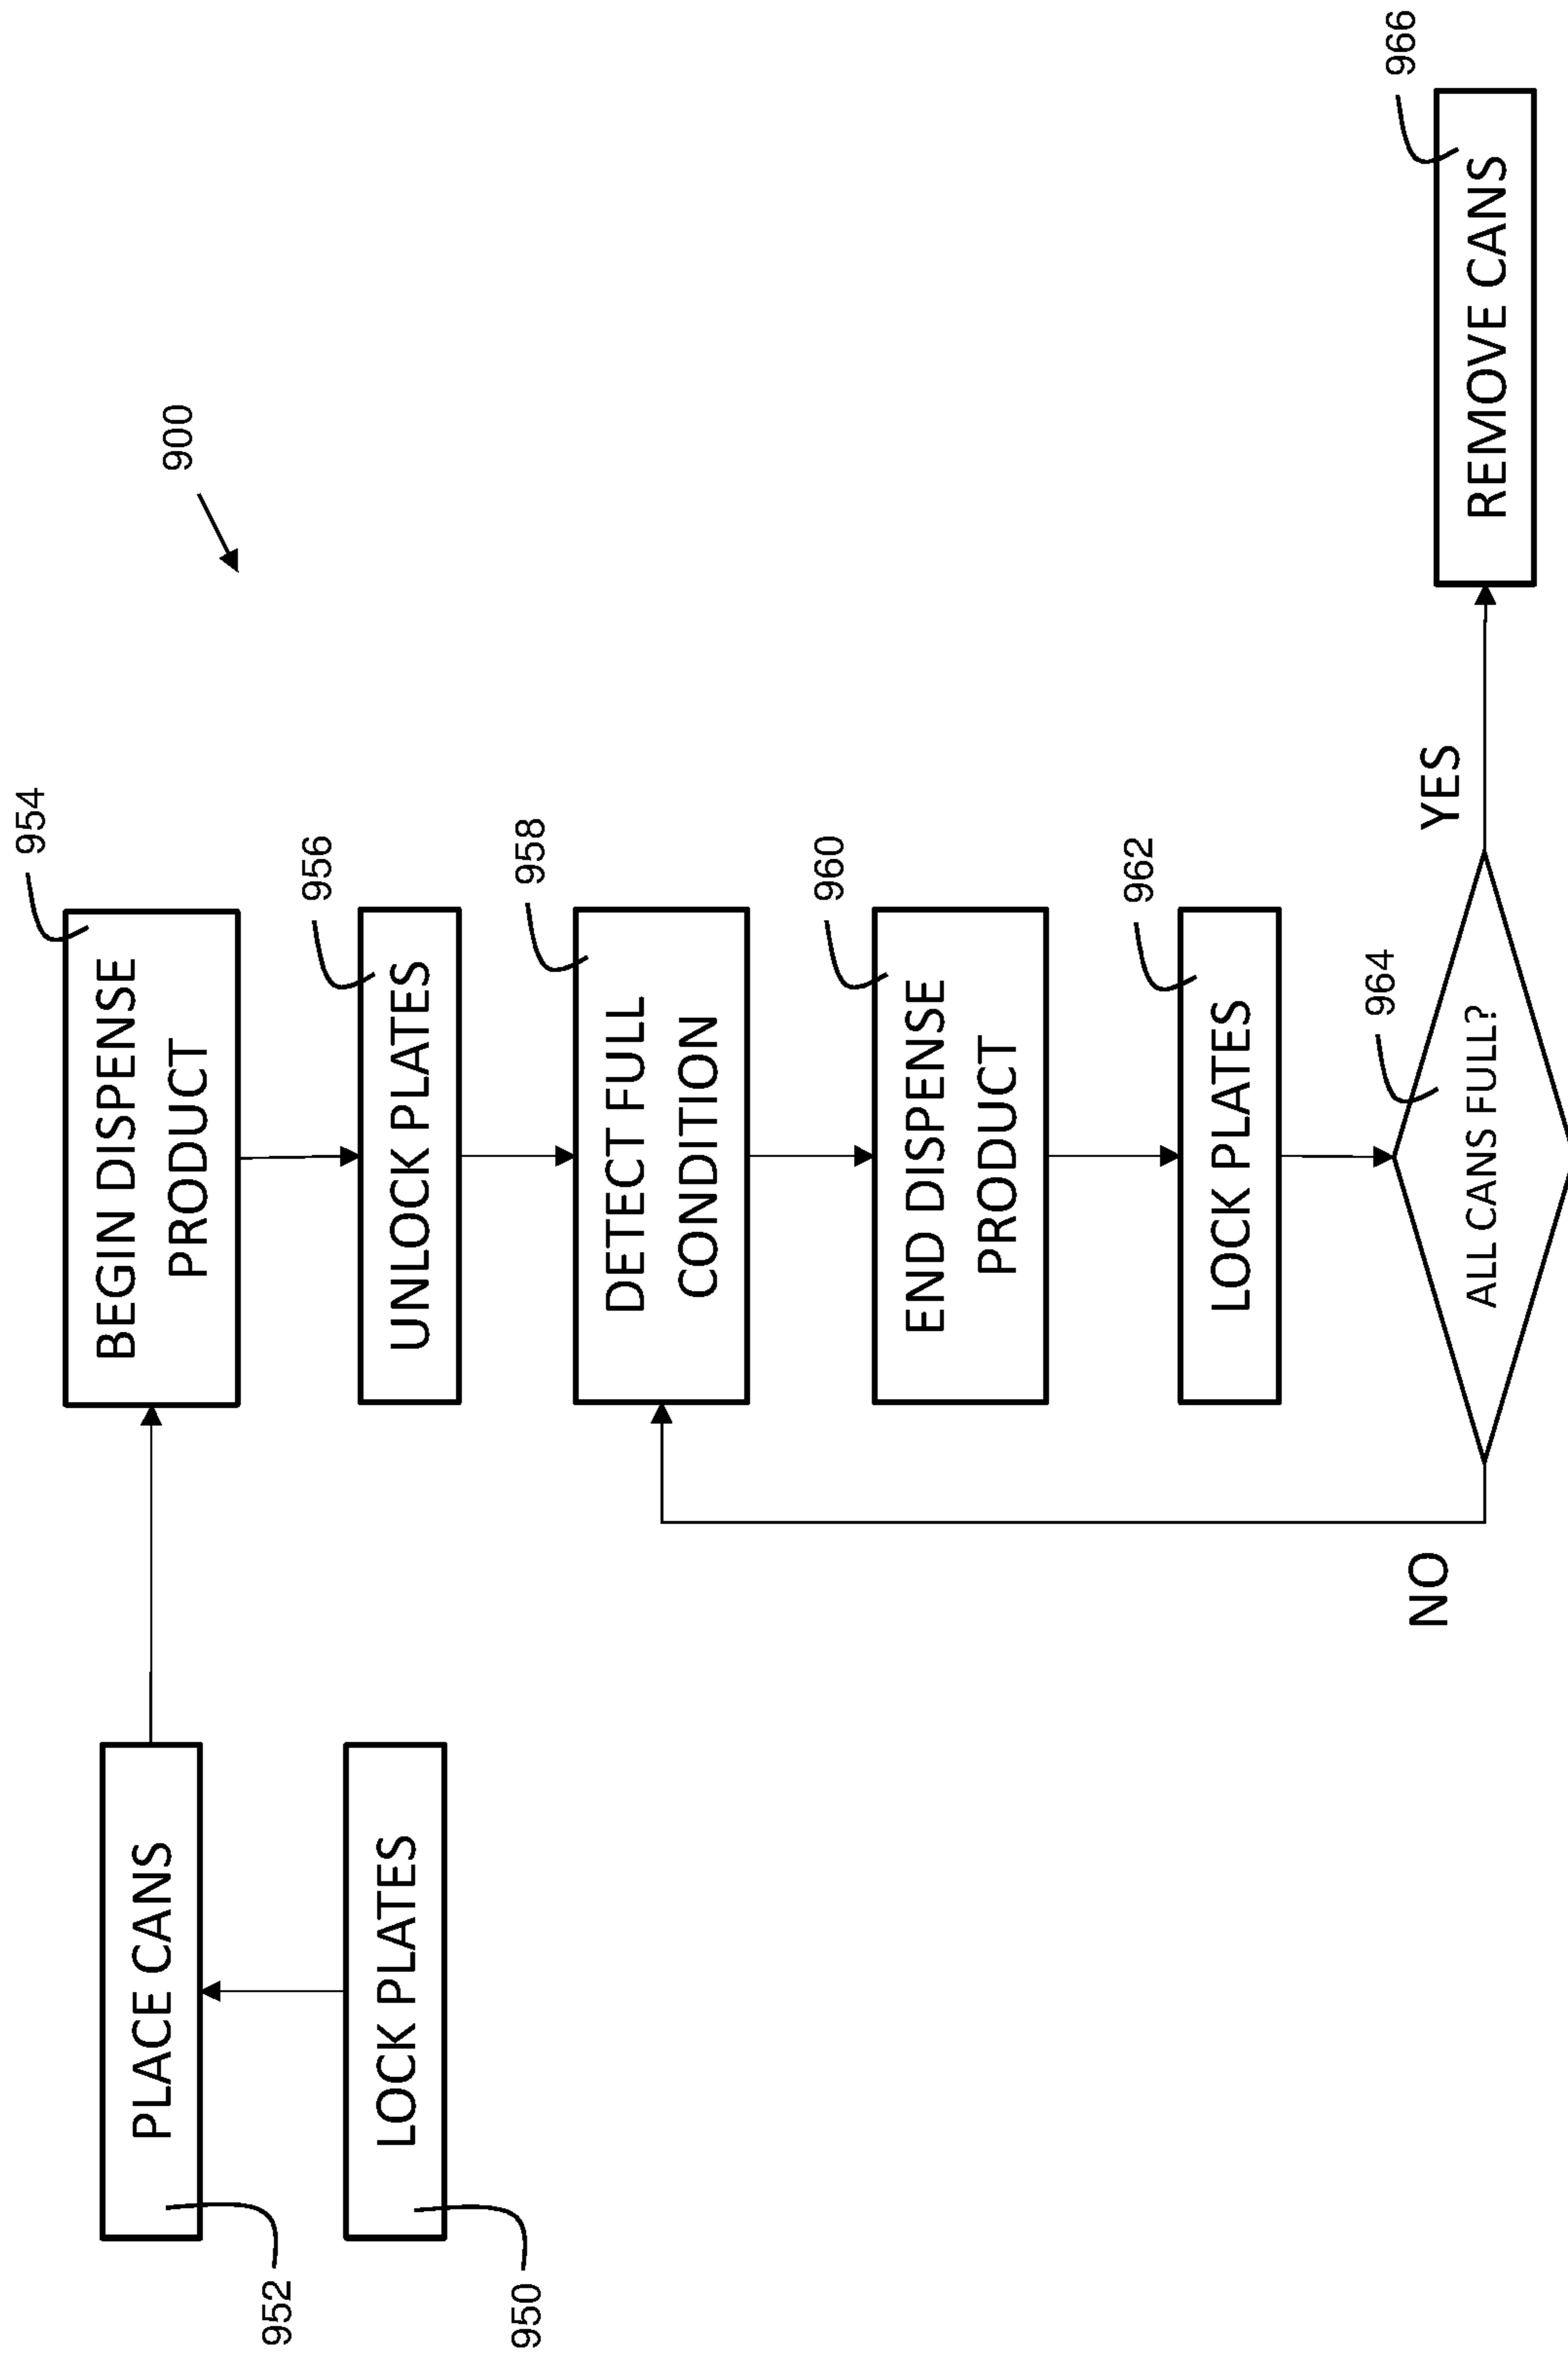 900
954
BEGIN DISPENSE
PRODUCT
952
PLACE CANS
956
UNLOCK PLATES
950
LOCK PLATES
958
DETECT FULL
CONDITION
960
END DISPENSE
PRODUCT
962
LOCK PLATES
964
ALL CANS FULL?
NO
YES
966
REMOVE CANS